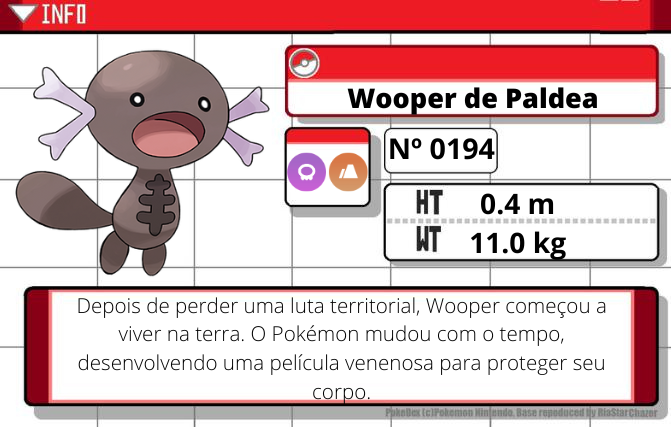 INFO
Wooper de Paldea
Nº 0194
HT 0.4 m
WT 11.0 kg
Depois de perder uma luta territorial, Wooper começou a
viver na terra. O Pokémon mudou com o tempo,
desenvolvendo uma película venenosa para proteger seu
corpo.
PokeDex (c)Pokemon Nintendo. Base reproduced by RiaStarChazer